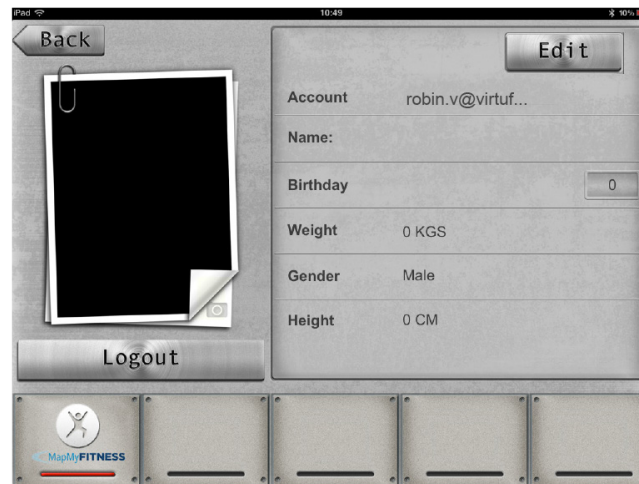 iPad 10:49 10%
Back
Edit
Account robin.v@virtuf...
Name:
Birthday 0
Weight 0 KGS
Gender Male
Height 0 CM
Logout
MapMyFITNESS